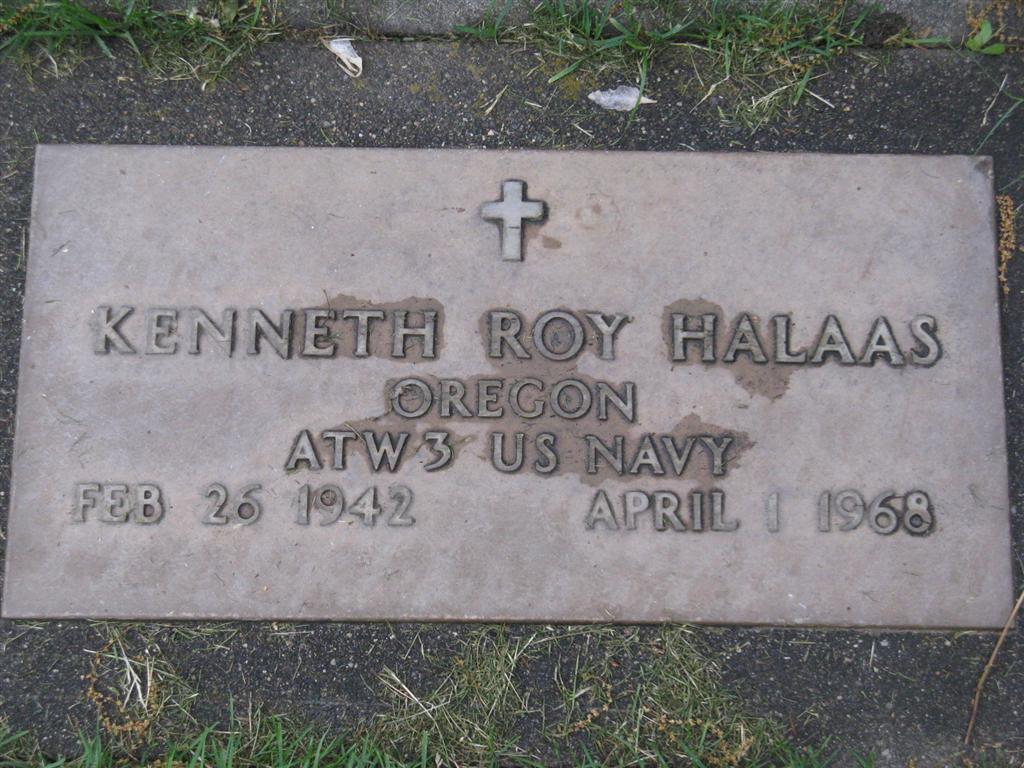 KENNETH ROY HALAAS
OREGON
ATW3 US NAVY
FEB 26 1942 APRIL 1 1968